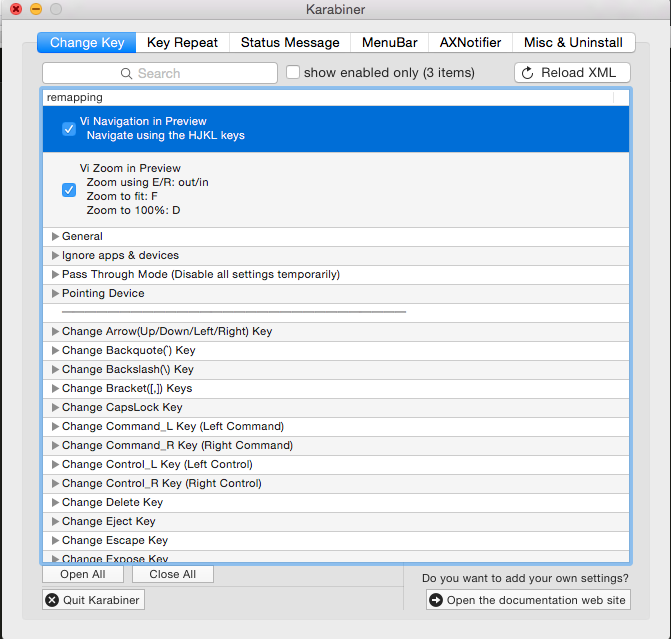 Karabiner
Change Key Key Repeat Status Message MenuBar AXNotifier Misc & Uninstall
Search show enabled only (3 items) Reload XML
remapping
Vi Navigation in Preview
Navigate using the HJKL keys
Vi Zoom in Preview
Zoom using E/R: out/in
Zoom to fit: F
Zoom to 100%: D
General
Ignore apps & devices
Pass Through Mode (Disable all settings temporarily)
Pointing Device
Change Arrow(Up/Down/Left/Right) Key
Change Backquote(`) Key
Change Backslash(\) Key
Change Bracket([,]) Keys
Change CapsLock Key
Change Command_L Key (Left Command)
Change Command_R Key (Right Command)
Change Control_L Key (Left Control)
Change Control_R Key (Right Control)
Change Delete Key
Change Eject Key
Change Escape Key
Change Expose Key
Open All Close All
Do you want to add your own settings?
Quit Karabiner Open the documentation web site